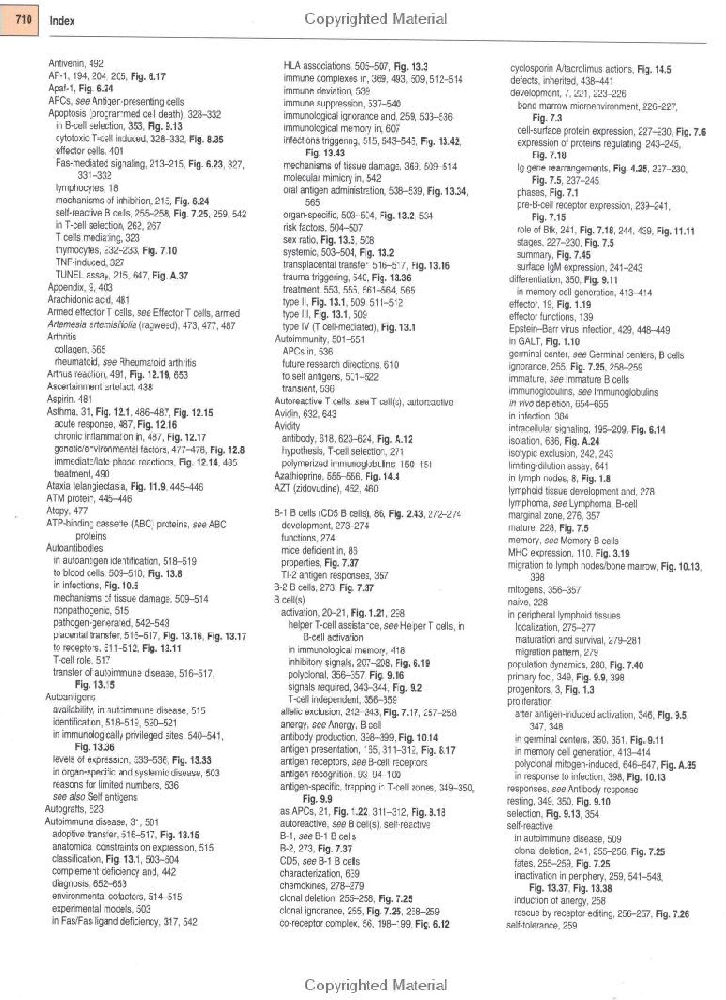 710
Index
Copyrighted Material
Antivenin, 492
AP-1, 194, 204, 205, Fig. 6.17
Apaf-1, Fig. 6.24
APCs, see Antigen-presenting cells
Apoptosis (programmed cell death), 328–332
in B-cell selection, 353, Fig. 9.13
cytotoxic T-cell induced, 328–332, Fig. 8.35
effector cells, 401
Fas-mediated signaling, 213–215, Fig. 6.23, 327,
331–332
lymphocytes, 18
mechanisms of inhibition, 215, Fig. 6.24
self-reactive B cells, 255–258, Fig. 7.25, 259, 542
in T-cell selection, 262, 267
T cells mediating, 323
thymocytes, 232–233, Fig. 7.10
TNF-induced, 327
TUNEL assay, 215, 647, Fig. A.37
Appendix, 9, 403
Arachidonic acid, 481
Armed effector T cells, see Effector T cells, armed
Artemesia artemisiifolia (ragweed), 473, 477, 487
Arthritis
collagen, 565
rheumatoid, see Rheumatoid arthritis
Arthus reaction, 491, Fig. 12.19, 653
Ascertainment artefact, 438
Aspirin, 481
Asthma, 31, Fig. 12.1, 486–487, Fig. 12.15
acute response, 487, Fig. 12.16
chronic inflammation in, 487, Fig. 12.17
genetic/environmental factors, 477–478, Fig. 12.8
immediate/late-phase reactions, Fig. 12.14, 485
treatment, 490
Ataxia telangiectasia, Fig. 11.9, 445–446
ATM protein, 445–446
Atopy, 477
ATP-binding cassette (ABC) proteins, see ABC
proteins
Autoantibodies
in autoantigen identification, 518–519
to blood cells, 509–510, Fig. 13.8
in infections, Fig. 10.5
mechanisms of tissue damage, 509–514
nonpathogenic, 515
pathogen-generated, 542–543
placental transfer, 516–517, Fig. 13.16, Fig. 13.17
to receptors, 511–512, Fig. 13.11
T-cell role, 517
transfer of autoimmune disease, 516–517,
Fig. 13.15
Autoantigens
availability, in autoimmune disease, 515
identification, 518–519, 520–521
in immunologically privileged sites, 540–541,
Fig. 13.36
levels of expression, 533–536, Fig. 13.33
in organ-specific and systemic disease, 503
reasons for limited numbers, 536
see also Self antigens
Autografts, 523
Autoimmune disease, 31, 501
adoptive transfer, 516–517, Fig. 13.15
anatomical constraints on expression, 515
classification, Fig. 13.1, 503–504
complement deficiency and, 442
diagnosis, 652–653
environmental cofactors, 514–515
experimental models, 503
in Fas/Fas ligand deficiency, 317, 542
HLA associations, 505–507, Fig. 13.3
immune complexes in, 369, 493, 509, 512–514
immune deviation, 539
immune suppression, 537–540
immunological ignorance and, 259, 533–536
immunological memory in, 607
infections triggering, 515, 543–545, Fig. 13.42,
Fig. 13.43
mechanisms of tissue damage, 369, 509–514
molecular mimicry in, 542
oral antigen administration, 538–539, Fig. 13.34,
565
organ-specific, 503–504, Fig. 13.2, 534
risk factors, 504–507
sex ratio, Fig. 13.3, 508
systemic, 503–504, Fig. 13.2
transplacental transfer, 516–517, Fig. 13.16
trauma triggering, 540, Fig. 13.36
treatment, 553, 555, 561–564, 565
type II, Fig. 13.1, 509, 511–512
type III, Fig. 13.1, 509
type IV (T cell-mediated), Fig. 13.1
Autoimmunity, 501–551
APCs in, 536
future research directions, 610
to self antigens, 501–522
transient, 536
Autoreactive T cells, see T cell(s), autoreactive
Avidin, 632, 643
Avidity
antibody, 618, 623–624, Fig. A.12
hypothesis, T-cell selection, 271
polymerized immunoglobulins, 150–151
Azathioprine, 555–556, Fig. 14.4
AZT (zidovudine), 452, 460
B-1 B cells (CD5 B cells), 86, Fig. 2.43, 272–274
development, 273–274
functions, 274
mice deficient in, 86
properties, Fig. 7.37
TI-2 antigen responses, 357
B-2 B cells, 273, Fig. 7.37
B cell(s)
activation, 20–21, Fig. 1.21, 298
helper T-cell assistance, see Helper T cells, in
B-cell activation
in immunological memory, 418
inhibitory signals, 207–208, Fig. 6.19
polyclonal, 356–357, Fig. 9.16
signals required, 343–344, Fig. 9.2
T-cell independent, 356–359
allelic exclusion, 242–243, Fig. 7.17, 257–258
anergy, see Anergy, B cell
antibody production, 398–399, Fig. 10.14
antigen presentation, 165, 311–312, Fig. 8.17
antigen receptors, see B-cell receptors
antigen recognition, 93, 94–100
antigen-specific, trapping in T-cell zones, 349–350,
Fig. 9.9
as APCs, 21, Fig. 1.22, 311–312, Fig. 8.18
autoreactive, see B cell(s), self-reactive
B-1, see B-1 B cells
B-2, 273, Fig. 7.37
CD5, see B-1 B cells
characterization, 639
chemokines, 278–279
clonal deletion, 255–256, Fig. 7.25
clonal ignorance, 255, Fig. 7.25, 258–259
co-receptor complex, 56, 198–199, Fig. 6.12
cyclosporin A/tacrolimus actions, Fig. 14.5
defects, inherited, 438–441
development, 7, 221, 223–226
bone marrow microenvironment, 226–227,
Fig. 7.3
cell-surface protein expression, 227–230, Fig. 7.6
expression of proteins regulating, 243–245,
Fig. 7.18
Ig gene rearrangements, Fig. 4.25, 227–230,
Fig. 7.5, 237–245
phases, Fig. 7.1
pre-B-cell receptor expression, 239–241,
Fig. 7.15
role of Btk, 241, Fig. 7.18, 244, 439, Fig. 11.11
stages, 227–230, Fig. 7.5
summary, Fig. 7.45
surface IgM expression, 241–243
differentiation, 350, Fig. 9.11
in memory cell generation, 413–414
effector, 19, Fig. 1.19
effector functions, 139
Epstein–Barr virus infection, 429, 448–449
in GALT, Fig. 1.10
germinal center, see Germinal centers, B cells
ignorance, 255, Fig. 7.25, 258–259
immature, see Immature B cells
immunoglobulins, see Immunoglobulins
in vivo depletion, 654–655
in infection, 384
intracellular signaling, 195–209, Fig. 6.14
isolation, 636, Fig. A.24
isotypic exclusion, 242, 243
limiting-dilution assay, 641
in lymph nodes, 8, Fig. 1.8
lymphoid tissue development and, 278
lymphoma, see Lymphoma, B-cell
marginal zone, 276, 357
mature, 228, Fig. 7.5
memory, see Memory B cells
MHC expression, 110, Fig. 3.19
migration to lymph nodes/bone marrow, Fig. 10.13,
398
mitogens, 356–357
naive, 228
in peripheral lymphoid tissues
localization, 275–277
maturation and survival, 279–281
migration pattern, 279
population dynamics, 280, Fig. 7.40
primary foci, 349, Fig. 9.9, 398
progenitors, 3, Fig. 1.3
proliferation
after antigen-induced activation, 346, Fig. 9.5,
347, 348
in germinal centers, 350, 351, Fig. 9.11
in memory cell generation, 413–414
polyclonal mitogen-induced, 646–647, Fig. A.35
in response to infection, 398, Fig. 10.13
responses, see Antibody response
resting, 349, 350, Fig. 9.10
selection, Fig. 9.13, 354
self-reactive
in autoimmune disease, 509
clonal deletion, 241, 255–256, Fig. 7.25
fates, 255–259, Fig. 7.25
inactivation in periphery, 259, 541–543,
Fig. 13.37, Fig. 13.38
induction of anergy, 258
rescue by receptor editing, 256–257, Fig. 7.26
self-tolerance, 259
Copyrighted Material